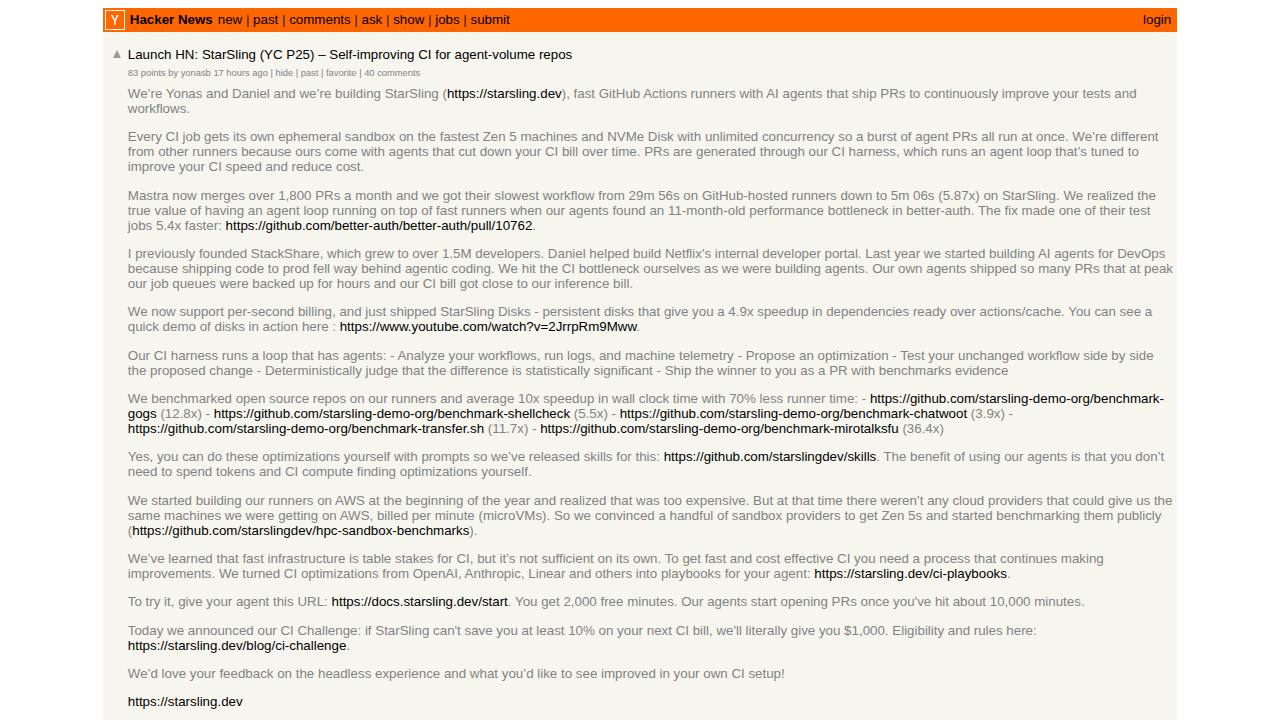 Y Hacker News new | past | comments | ask | show | jobs | submit login
▲ Launch HN: StarSling (YC P25) – Self-improving CI for agent-volume repos
83 points by yonasb 17 hours ago | hide | past | favorite | 40 comments
We’re Yonas and Daniel and we’re building StarSling (https://starsling.dev), fast GitHub Actions runners with AI agents that ship PRs to continuously improve your tests and
workflows.
Every CI job gets its own ephemeral sandbox on the fastest Zen 5 machines and NVMe Disk with unlimited concurrency so a burst of agent PRs all run at once. We’re different
from other runners because ours come with agents that cut down your CI bill over time. PRs are generated through our CI harness, which runs an agent loop that’s tuned to
improve your CI speed and reduce cost.
Mastra now merges over 1,800 PRs a month and we got their slowest workflow from 29m 56s on GitHub-hosted runners down to 5m 06s (5.87x) on StarSling. We realized the
true value of having an agent loop running on top of fast runners when our agents found an 11-month-old performance bottleneck in better-auth. The fix made one of their test
jobs 5.4x faster: https://github.com/better-auth/better-auth/pull/10762.
I previously founded StackShare, which grew to over 1.5M developers. Daniel helped build Netflix’s internal developer portal. Last year we started building AI agents for DevOps
because shipping code to prod fell way behind agentic coding. We hit the CI bottleneck ourselves as we were building agents. Our own agents shipped so many PRs that at peak
our job queues were backed up for hours and our CI bill got close to our inference bill.
We now support per-second billing, and just shipped StarSling Disks - persistent disks that give you a 4.9x speedup in dependencies ready over actions/cache. You can see a
quick demo of disks in action here : https://www.youtube.com/watch?v=2JrrpRm9Mww.
Our CI harness runs a loop that has agents: - Analyze your workflows, run logs, and machine telemetry - Propose an optimization - Test your unchanged workflow side by side
the proposed change - Deterministically judge that the difference is statistically significant - Ship the winner to you as a PR with benchmarks evidence
We benchmarked open source repos on our runners and average 10x speedup in wall clock time with 70% less runner time: - https://github.com/starsling-demo-org/benchmark-
gogs (12.8x) - https://github.com/starsling-demo-org/benchmark-shellcheck (5.5x) - https://github.com/starsling-demo-org/benchmark-chatwoot (3.9x) -
https://github.com/starsling-demo-org/benchmark-transfer.sh (11.7x) - https://github.com/starsling-demo-org/benchmark-mirotalksfu (36.4x)
Yes, you can do these optimizations yourself with prompts so we’ve released skills for this: https://github.com/starslingdev/skills. The benefit of using our agents is that you don’t
need to spend tokens and CI compute finding optimizations yourself.
We started building our runners on AWS at the beginning of the year and realized that was too expensive. But at that time there weren’t any cloud providers that could give us the
same machines we were getting on AWS, billed per minute (microVMs). So we convinced a handful of sandbox providers to get Zen 5s and started benchmarking them publicly
(https://github.com/starslingdev/hpc-sandbox-benchmarks).
We’ve learned that fast infrastructure is table stakes for CI, but it’s not sufficient on its own. To get fast and cost effective CI you need a process that continues making
improvements. We turned CI optimizations from OpenAI, Anthropic, Linear and others into playbooks for your agent: https://starsling.dev/ci-playbooks.
To try it, give your agent this URL: https://docs.starsling.dev/start. You get 2,000 free minutes. Our agents start opening PRs once you've hit about 10,000 minutes.
Today we announced our CI Challenge: if StarSling can't save you at least 10% on your next CI bill, we'll literally give you $1,000. Eligibility and rules here:
https://starsling.dev/blog/ci-challenge.
We’d love your feedback on the headless experience and what you’d like to see improved in your own CI setup!
https://starsling.dev